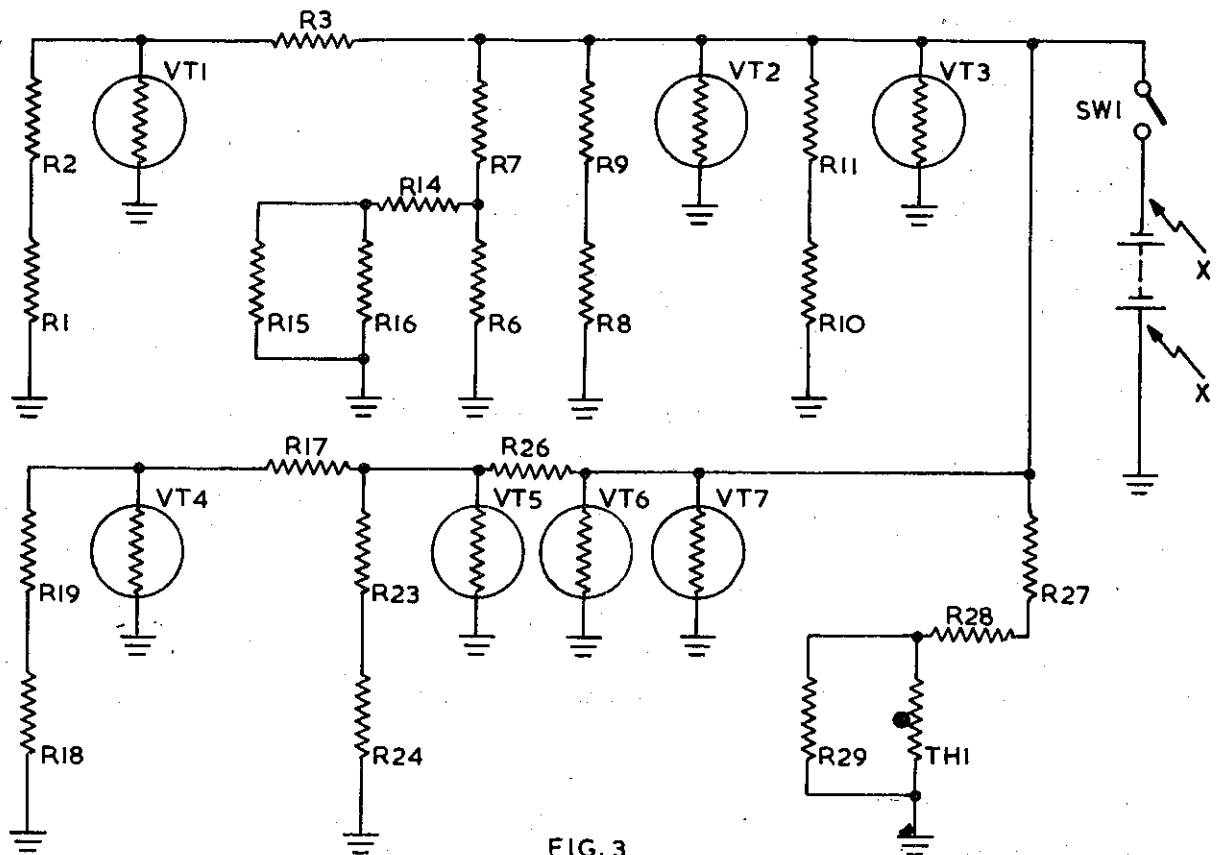 R3
VT1
VT2
VT3
SW1
R2
R7
R9
R11
R14
X
R1
R15
R16
R6
R8
R10
X
R17
R26
VT4
VT5
VT6
VT7
R19
R23
R27
R28
R18
R24
R29
TH1
FIG. 3